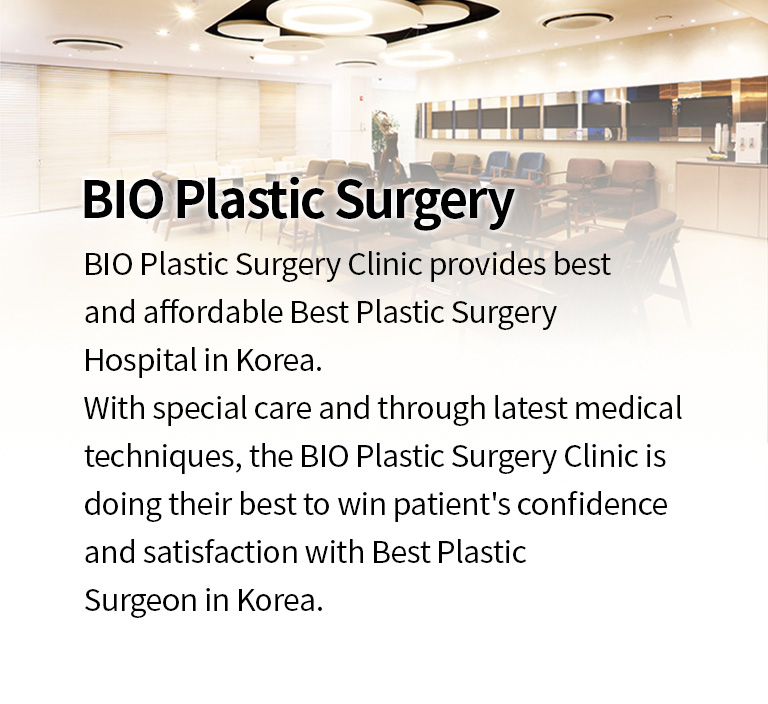 BIO Plastic Surgery
BIO Plastic Surgery Clinic provides best
and affordable Best Plastic Surgery
Hospital in Korea.
With special care and through latest medical
techniques, the BIO Plastic Surgery Clinic is
doing their best to win patient's confidence
and satisfaction with Best Plastic
Surgeon in Korea.